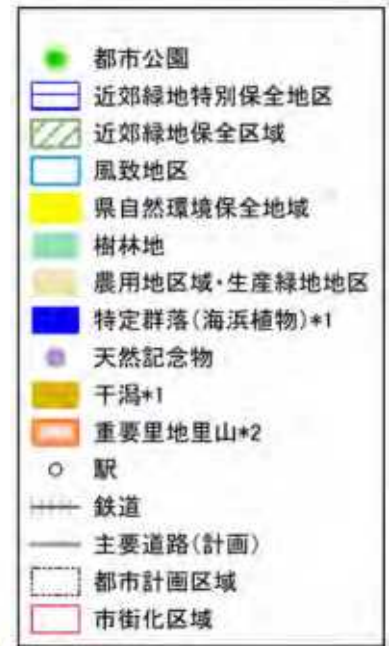 都市公園
近郊緑地特別保全地区
近郊緑地保全区域
風致地区
県自然環境保全地域
樹林地
農用地区域・生産緑地地区
特定群落(海浜植物)*1
天然記念物
干潟*1
重要里地里山*2
駅
鉄道
主要道路(計画)
都市計画区域
市街化区域